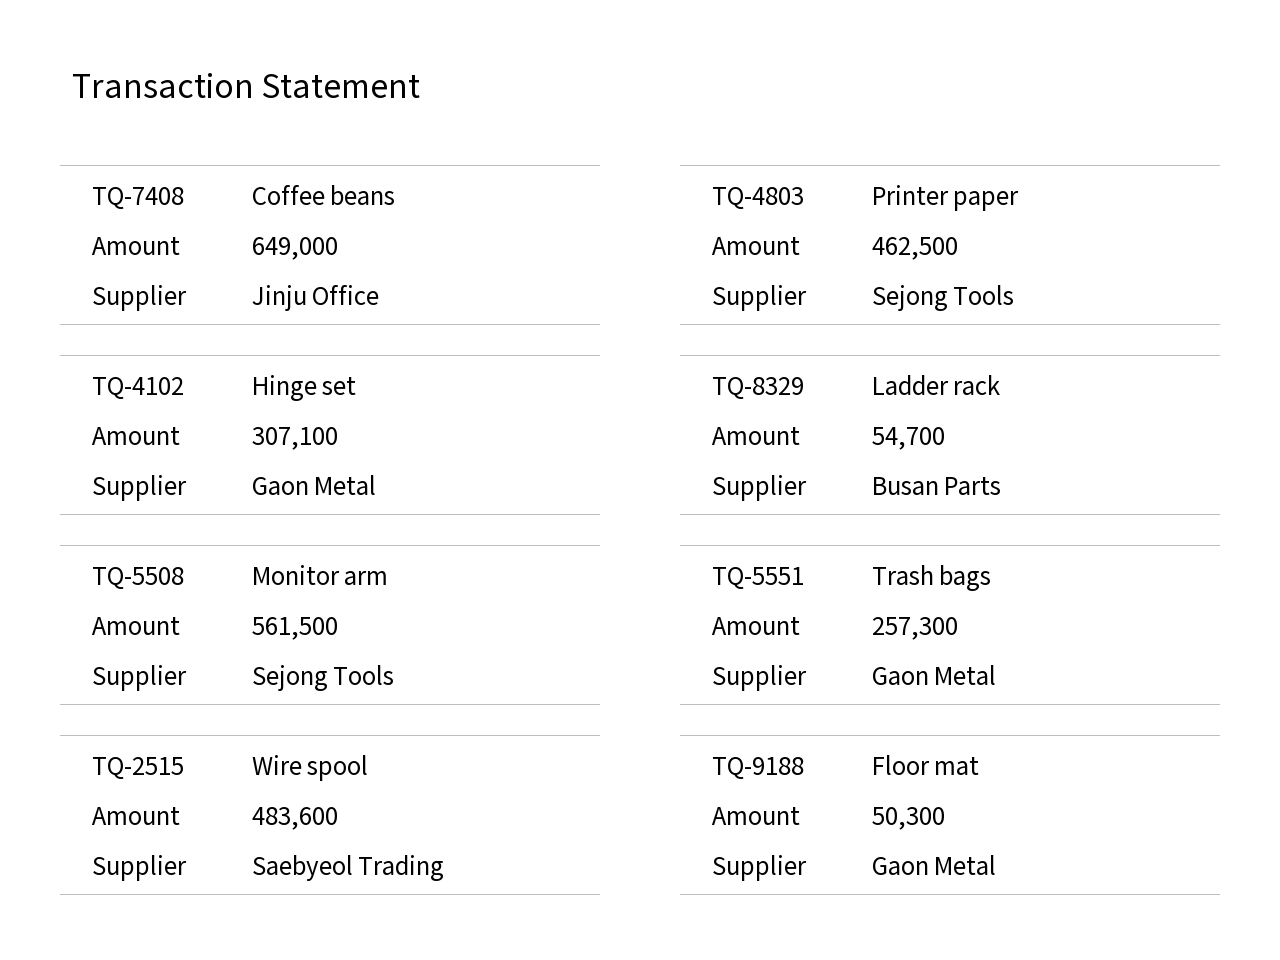 Transaction Statement
TQ-7408 Coffee beans
Amount 649,000
Supplier Jinju Office
TQ-4803 Printer paper
Amount 462,500
Supplier Sejong Tools
TQ-4102 Hinge set
Amount 307,100
Supplier Gaon Metal
TQ-8329 Ladder rack
Amount 54,700
Supplier Busan Parts
TQ-5508 Monitor arm
Amount 561,500
Supplier Sejong Tools
TQ-5551 Trash bags
Amount 257,300
Supplier Gaon Metal
TQ-2515 Wire spool
Amount 483,600
Supplier Saebyeol Trading
TQ-9188 Floor mat
Amount 50,300
Supplier Gaon Metal